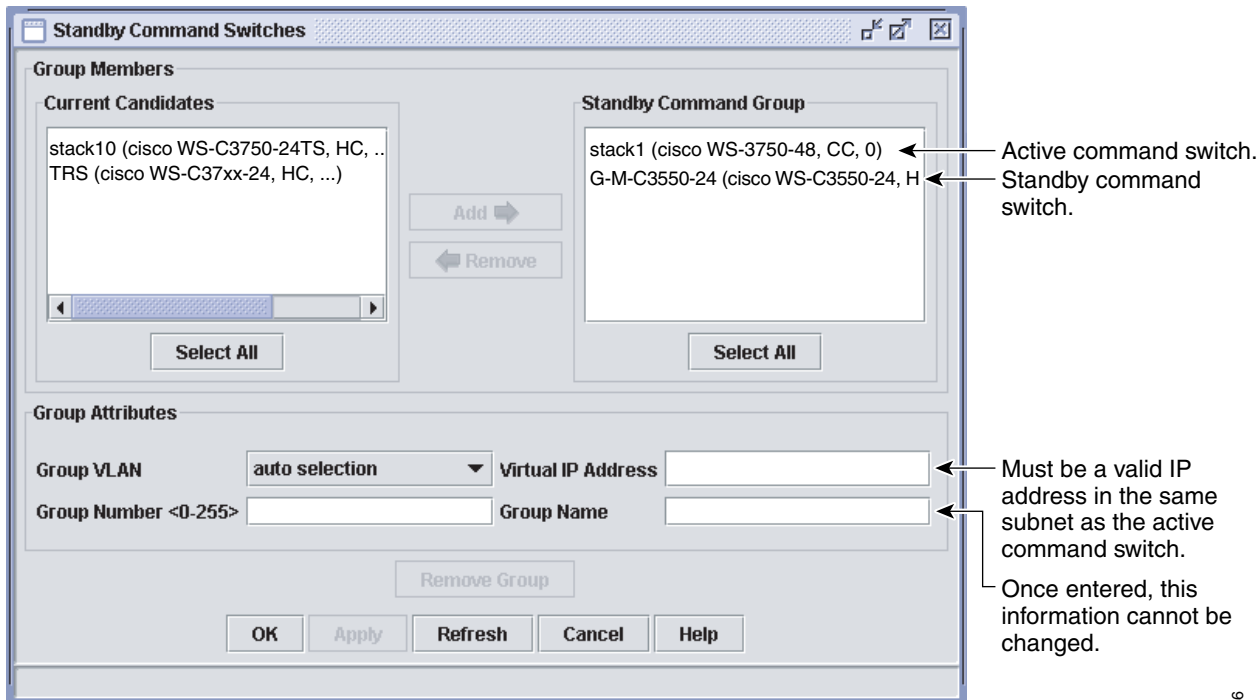 Standby Command Switches
Group Members
Current Candidates
stack10 (cisco WS-C3750-24TS, HC, ..
TRS (cisco WS-C37xx-24, HC, ...)
Select All
Add
Remove
Standby Command Group
stack1 (cisco WS-3750-48, CC, 0)
G-M-C3550-24 (cisco WS-C3550-24, H
Select All
Active command switch.
Standby command
switch.
Group Attributes
Group VLAN
auto selection
Virtual IP Address
Group Number <0-255>
Group Name
Must be a valid IP
address in the same
subnet as the active
command switch.
Once entered, this
information cannot be
changed.
Remove Group
OK
Apply
Refresh
Cancel
Help